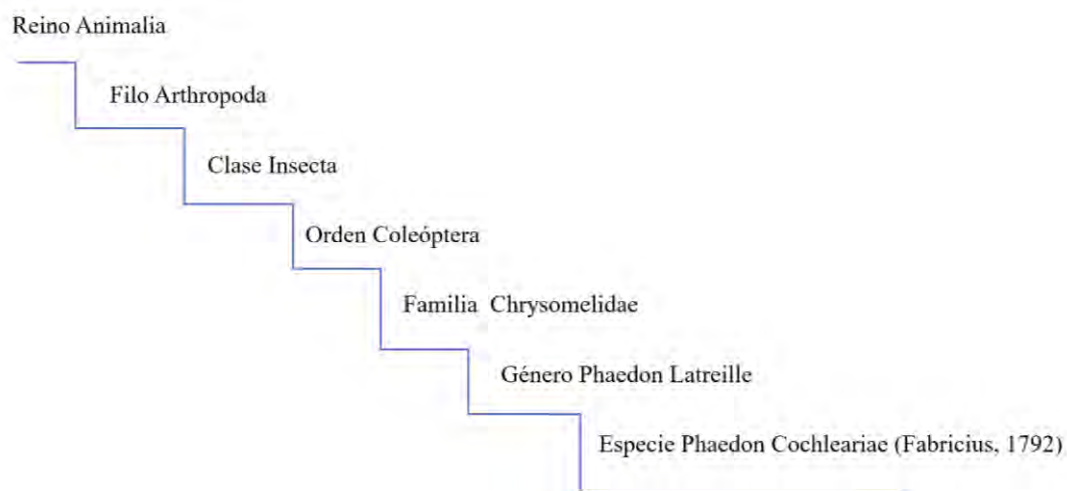 Reino Animalia
Filo Arthropoda
Clase Insecta
Orden Coleóptera
Familia Chrysomelidae
Género Phaedon Latreille
Especie Phaedon Cochleariae (Fabricius, 1792)